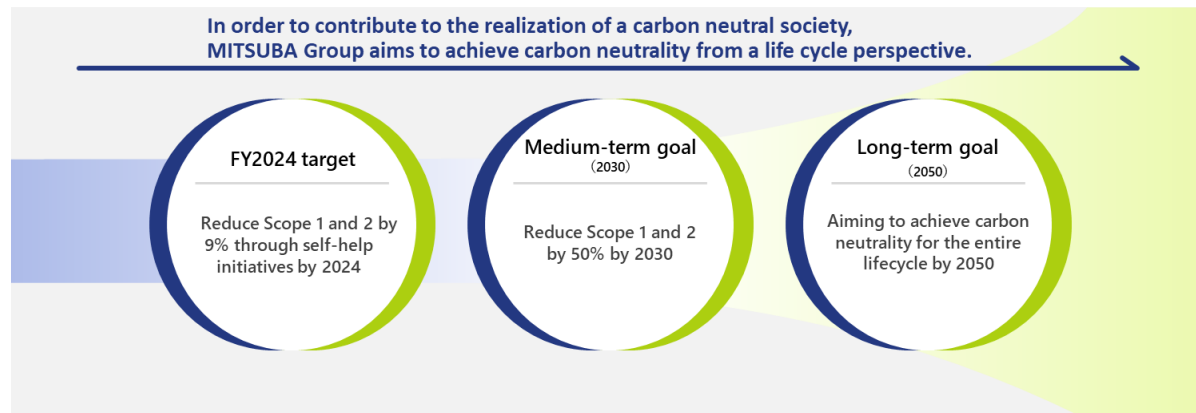 In order to contribute to the realization of a carbon neutral society,
MITSUBA Group aims to achieve carbon neutrality from a life cycle perspective.
FY2024 target
Reduce Scope 1 and 2 by
9% through self-help
initiatives by 2024
Medium-term goal
（2030）
Reduce Scope 1 and 2
by 50% by 2030
Long-term goal
（2050）
Aiming to achieve carbon
neutrality for the entire
lifecycle by 2050